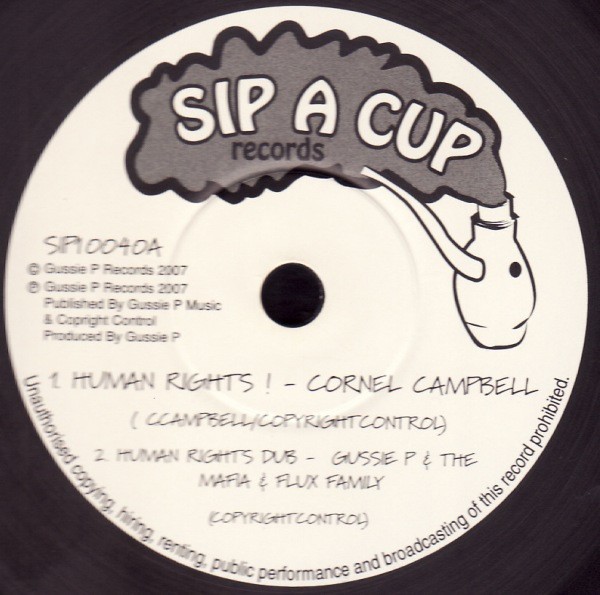 SIP A CUP
records
SIP10040A
© Gussie P Records 2007
℗ Gussie P Records 2007
Published By Gussie P Music
& Copright Control
Produced By Gussie P
1. HUMAN RIGHTS ! - CORNEL CAMPBELL
( CCAMPBELL/COPYRIGHTCONTROL)
2. HUMAN RIGHTS DUB - GUSSIE P & THE
MAFIA & FLUX FAMILY
(COPYRIGHTCONTROL)
Unauthorised copying, hiring, renting, public performance and broadcasting of this record prohibited.